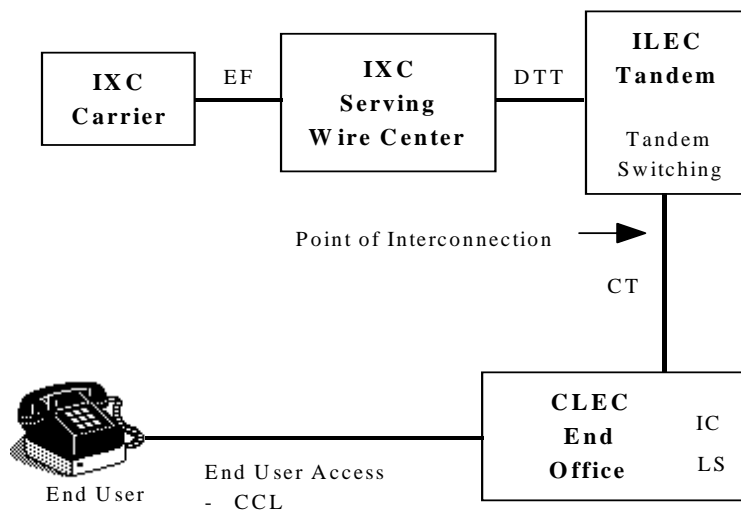 IXC
Carrier
EF
IXC
Serving
Wire Center
DTT
ILEC
Tandem
Tandem
Switching
Point of Interconnection
CT
CLEC
End
Office
IC
LS
End User
End User Access
- CCL